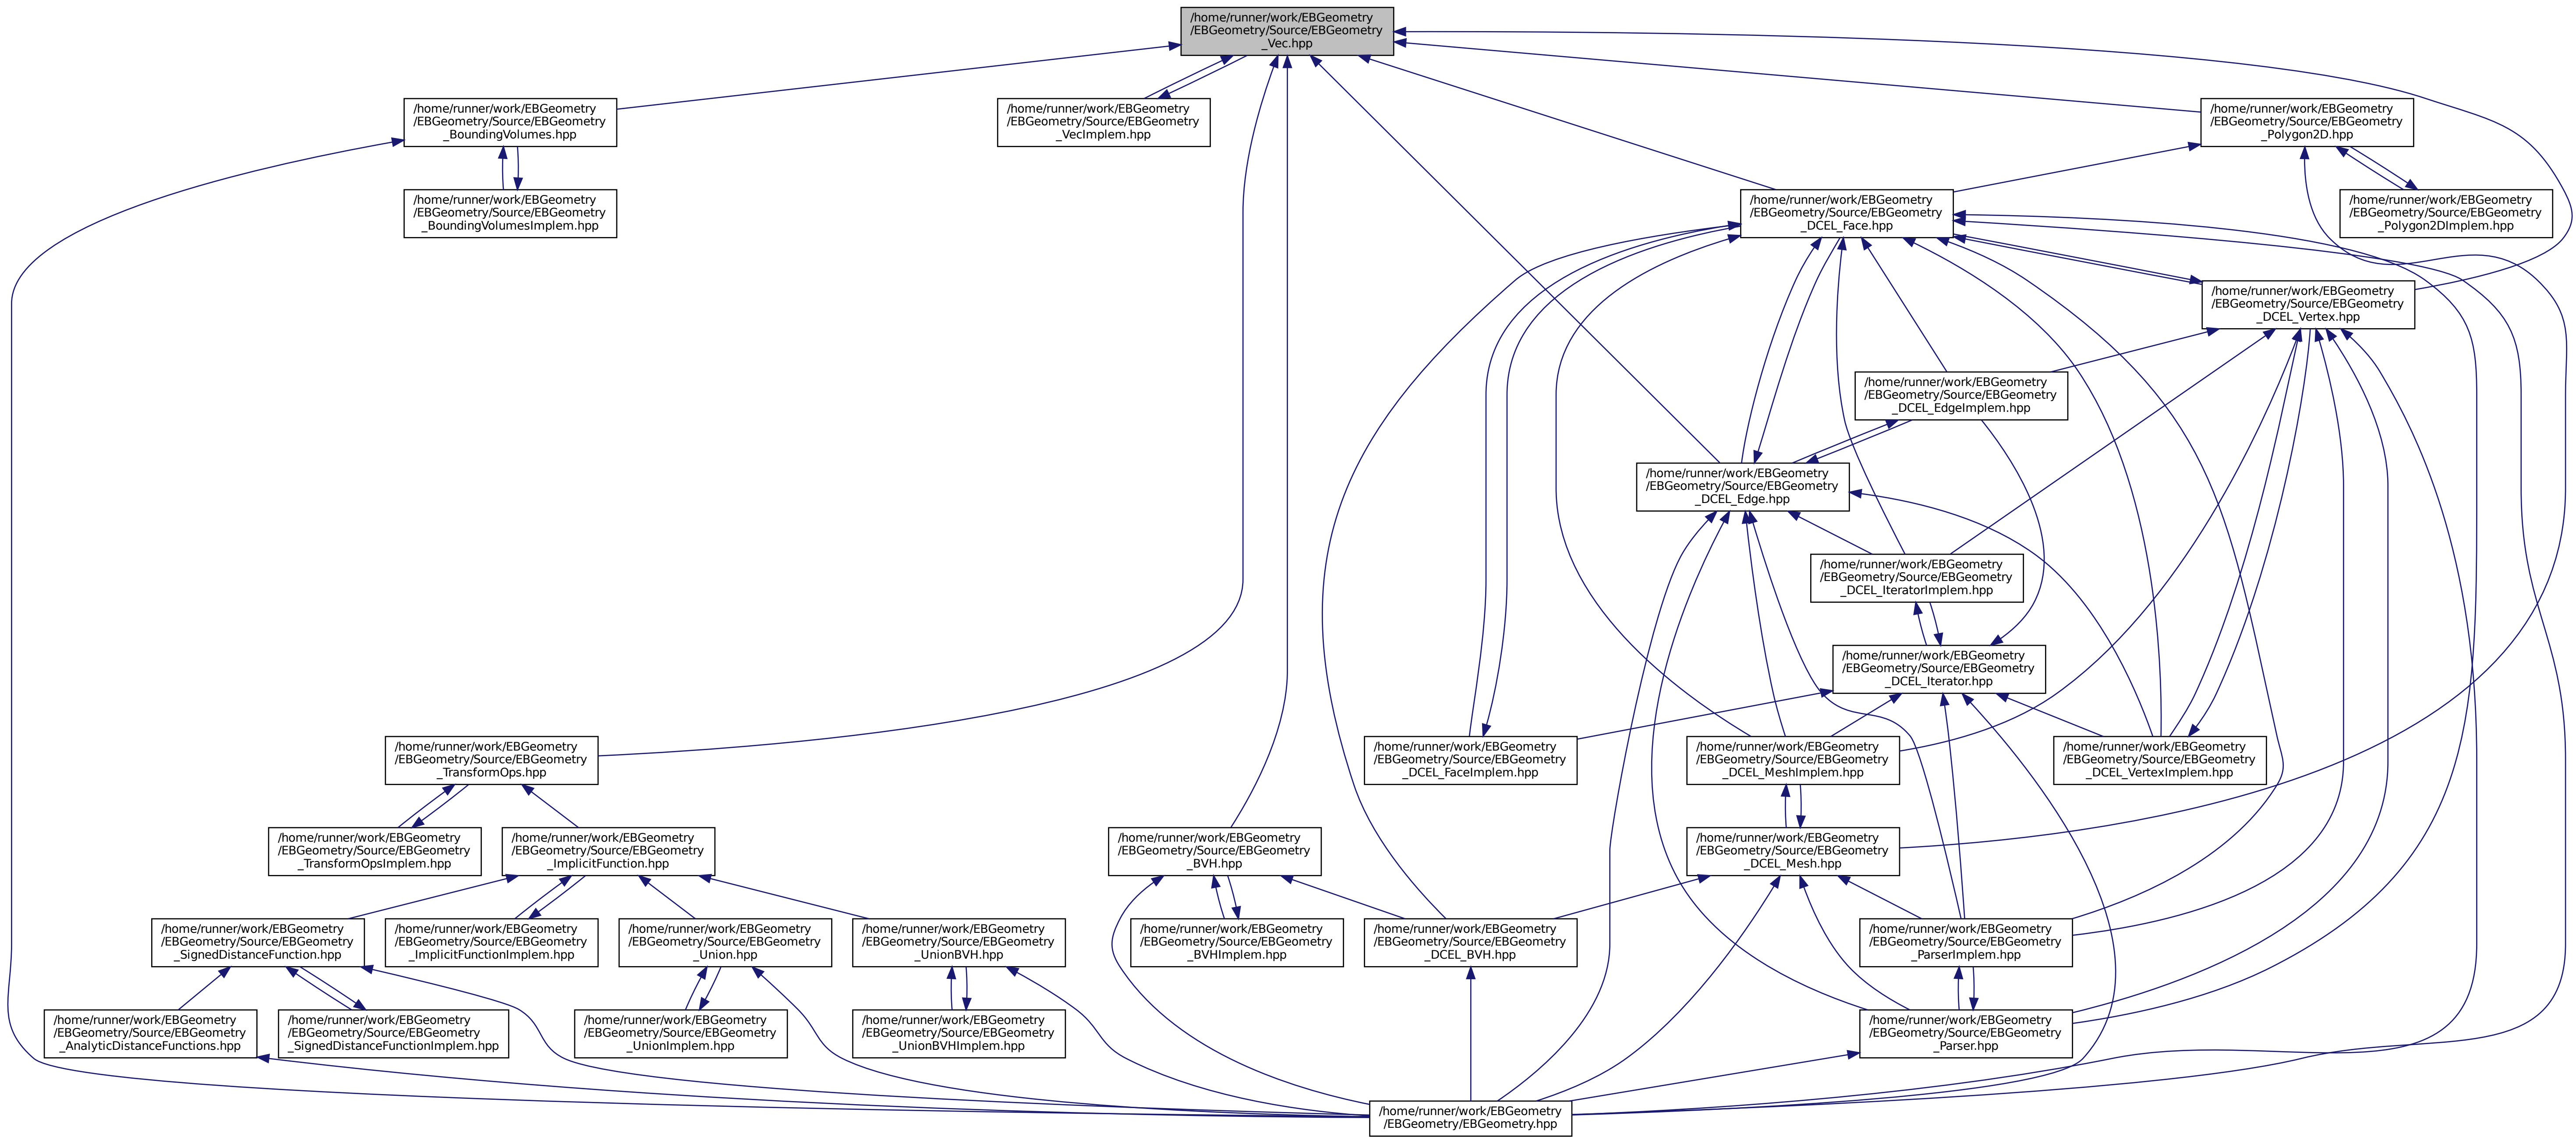 /home/runner/work/EBGeometry
/EBGeometry/Source/EBGeometry
_Vec.hpp
/home/runner/work/EBGeometry
/EBGeometry/Source/EBGeometry
_BoundingVolumes.hpp
/home/runner/work/EBGeometry
/EBGeometry/Source/EBGeometry
_VecImplem.hpp
/home/runner/work/EBGeometry
/EBGeometry/Source/EBGeometry
_Polygon2D.hpp
/home/runner/work/EBGeometry
/EBGeometry/Source/EBGeometry
_BoundingVolumesImplem.hpp
/home/runner/work/EBGeometry
/EBGeometry/Source/EBGeometry
_DCEL_Face.hpp
/home/runner/work/EBGeometry
/EBGeometry/Source/EBGeometry
_Polygon2DImplem.hpp
/home/runner/work/EBGeometry
/EBGeometry/Source/EBGeometry
_DCEL_Vertex.hpp
/home/runner/work/EBGeometry
/EBGeometry/Source/EBGeometry
_DCEL_EdgeImplem.hpp
/home/runner/work/EBGeometry
/EBGeometry/Source/EBGeometry
_DCEL_Edge.hpp
/home/runner/work/EBGeometry
/EBGeometry/Source/EBGeometry
_DCEL_IteratorImplem.hpp
/home/runner/work/EBGeometry
/EBGeometry/Source/EBGeometry
_DCEL_Iterator.hpp
/home/runner/work/EBGeometry
/EBGeometry/Source/EBGeometry
_TransformOps.hpp
/home/runner/work/EBGeometry
/EBGeometry/Source/EBGeometry
_DCEL_FaceImplem.hpp
/home/runner/work/EBGeometry
/EBGeometry/Source/EBGeometry
_DCEL_MeshImplem.hpp
/home/runner/work/EBGeometry
/EBGeometry/Source/EBGeometry
_DCEL_VertexImplem.hpp
/home/runner/work/EBGeometry
/EBGeometry/Source/EBGeometry
_TransformOpsImplem.hpp
/home/runner/work/EBGeometry
/EBGeometry/Source/EBGeometry
_ImplicitFunction.hpp
/home/runner/work/EBGeometry
/EBGeometry/Source/EBGeometry
_BVH.hpp
/home/runner/work/EBGeometry
/EBGeometry/Source/EBGeometry
_DCEL_Mesh.hpp
/home/runner/work/EBGeometry
/EBGeometry/Source/EBGeometry
_SignedDistanceFunction.hpp
/home/runner/work/EBGeometry
/EBGeometry/Source/EBGeometry
_ImplicitFunctionImplem.hpp
/home/runner/work/EBGeometry
/EBGeometry/Source/EBGeometry
_Union.hpp
/home/runner/work/EBGeometry
/EBGeometry/Source/EBGeometry
_UnionBVH.hpp
/home/runner/work/EBGeometry
/EBGeometry/Source/EBGeometry
_BVHImplem.hpp
/home/runner/work/EBGeometry
/EBGeometry/Source/EBGeometry
_DCEL_BVH.hpp
/home/runner/work/EBGeometry
/EBGeometry/Source/EBGeometry
_ParserImplem.hpp
/home/runner/work/EBGeometry
/EBGeometry/Source/EBGeometry
_AnalyticDistanceFunctions.hpp
/home/runner/work/EBGeometry
/EBGeometry/Source/EBGeometry
_SignedDistanceFunctionImplem.hpp
/home/runner/work/EBGeometry
/EBGeometry/Source/EBGeometry
_UnionImplem.hpp
/home/runner/work/EBGeometry
/EBGeometry/Source/EBGeometry
_UnionBVHImplem.hpp
/home/runner/work/EBGeometry
/EBGeometry/Source/EBGeometry
_Parser.hpp
/home/runner/work/EBGeometry
/EBGeometry/EBGeometry.hpp